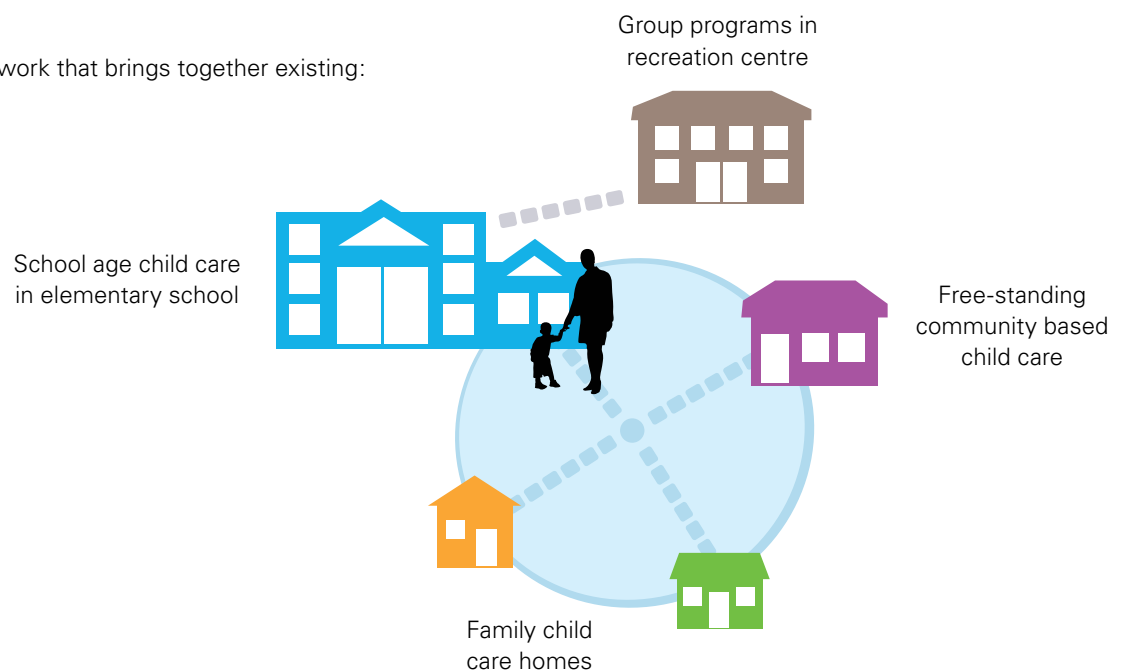 work that brings together existing:
Group programs in
recreation centre
School age child care
in elementary school
Free-standing
community based
child care
Family child
care homes